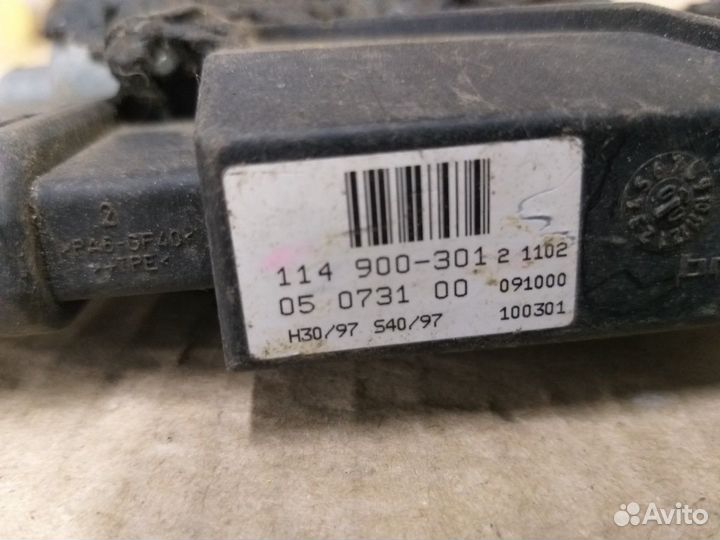 114 900-301 2 1102
05 0731 00 091000
H30/97 S40/97 100301
2
>PA6-GF40<
Avito